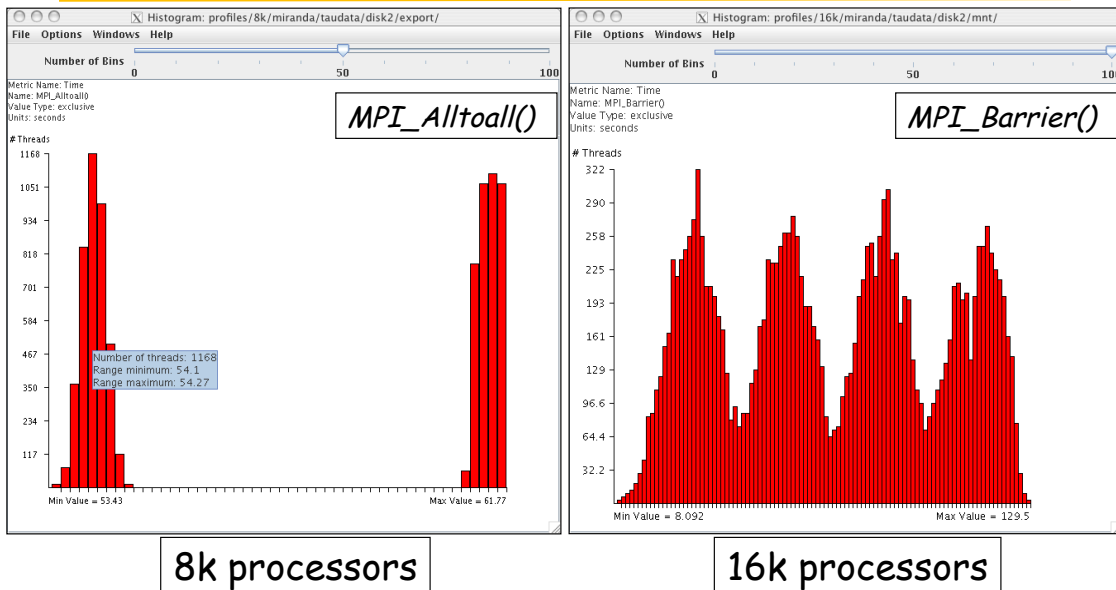 Histogram: profiles/8k/miranda/taudata/disk2/export/
File Options Windows Help
Number of Bins
0 50 100
Metric Name: Time
Name: MPI_Alltoall()
Value Type: exclusive
Units: seconds
MPI_Alltoall()
# Threads
1168
1051
934
818
701
584
467
350
234
117
Number of threads: 1168
Range minimum: 54.1
Range maximum: 54.27
Min Value = 53.43
Max Value = 61.77
8k processors
Histogram: profiles/16k/miranda/taudata/disk2/mnt/
File Options Windows Help
Number of Bins
0 50 10
Metric Name: Time
Name: MPI_Barrier()
Value Type: exclusive
Units: seconds
MPI_Barrier()
# Threads
322
290
258
225
193
161
129
96.6
64.4
32.2
Min Value = 8.092
Max Value = 129.5
16k processors